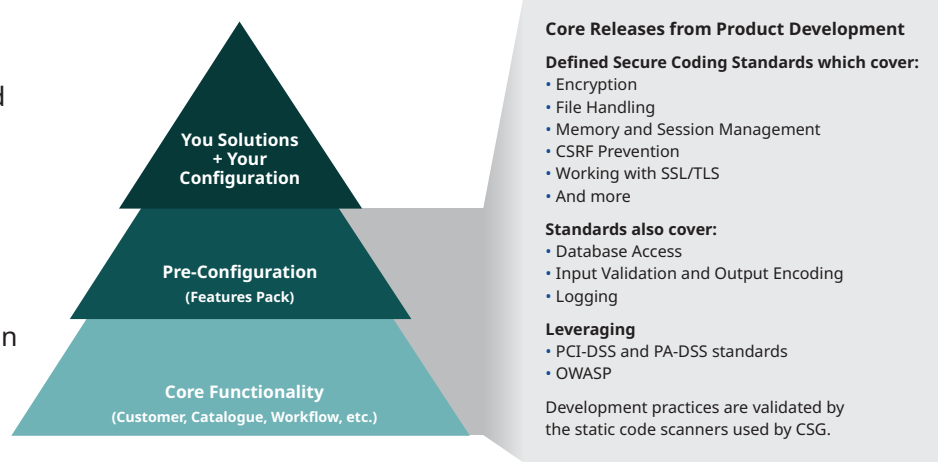 d
n
You Solutions
+ Your
Configuration
Pre-Configuration
(Features Pack)
Core Functionality
(Customer, Catalogue, Workflow, etc.)
Core Releases from Product Development
Defined Secure Coding Standards which cover:
• Encryption
• File Handling
• Memory and Session Management
• CSRF Prevention
• Working with SSL/TLS
• And more
Standards also cover:
• Database Access
• Input Validation and Output Encoding
• Logging
Leveraging
• PCI-DSS and PA-DSS standards
• OWASP
Development practices are validated by
the static code scanners used by CSG.